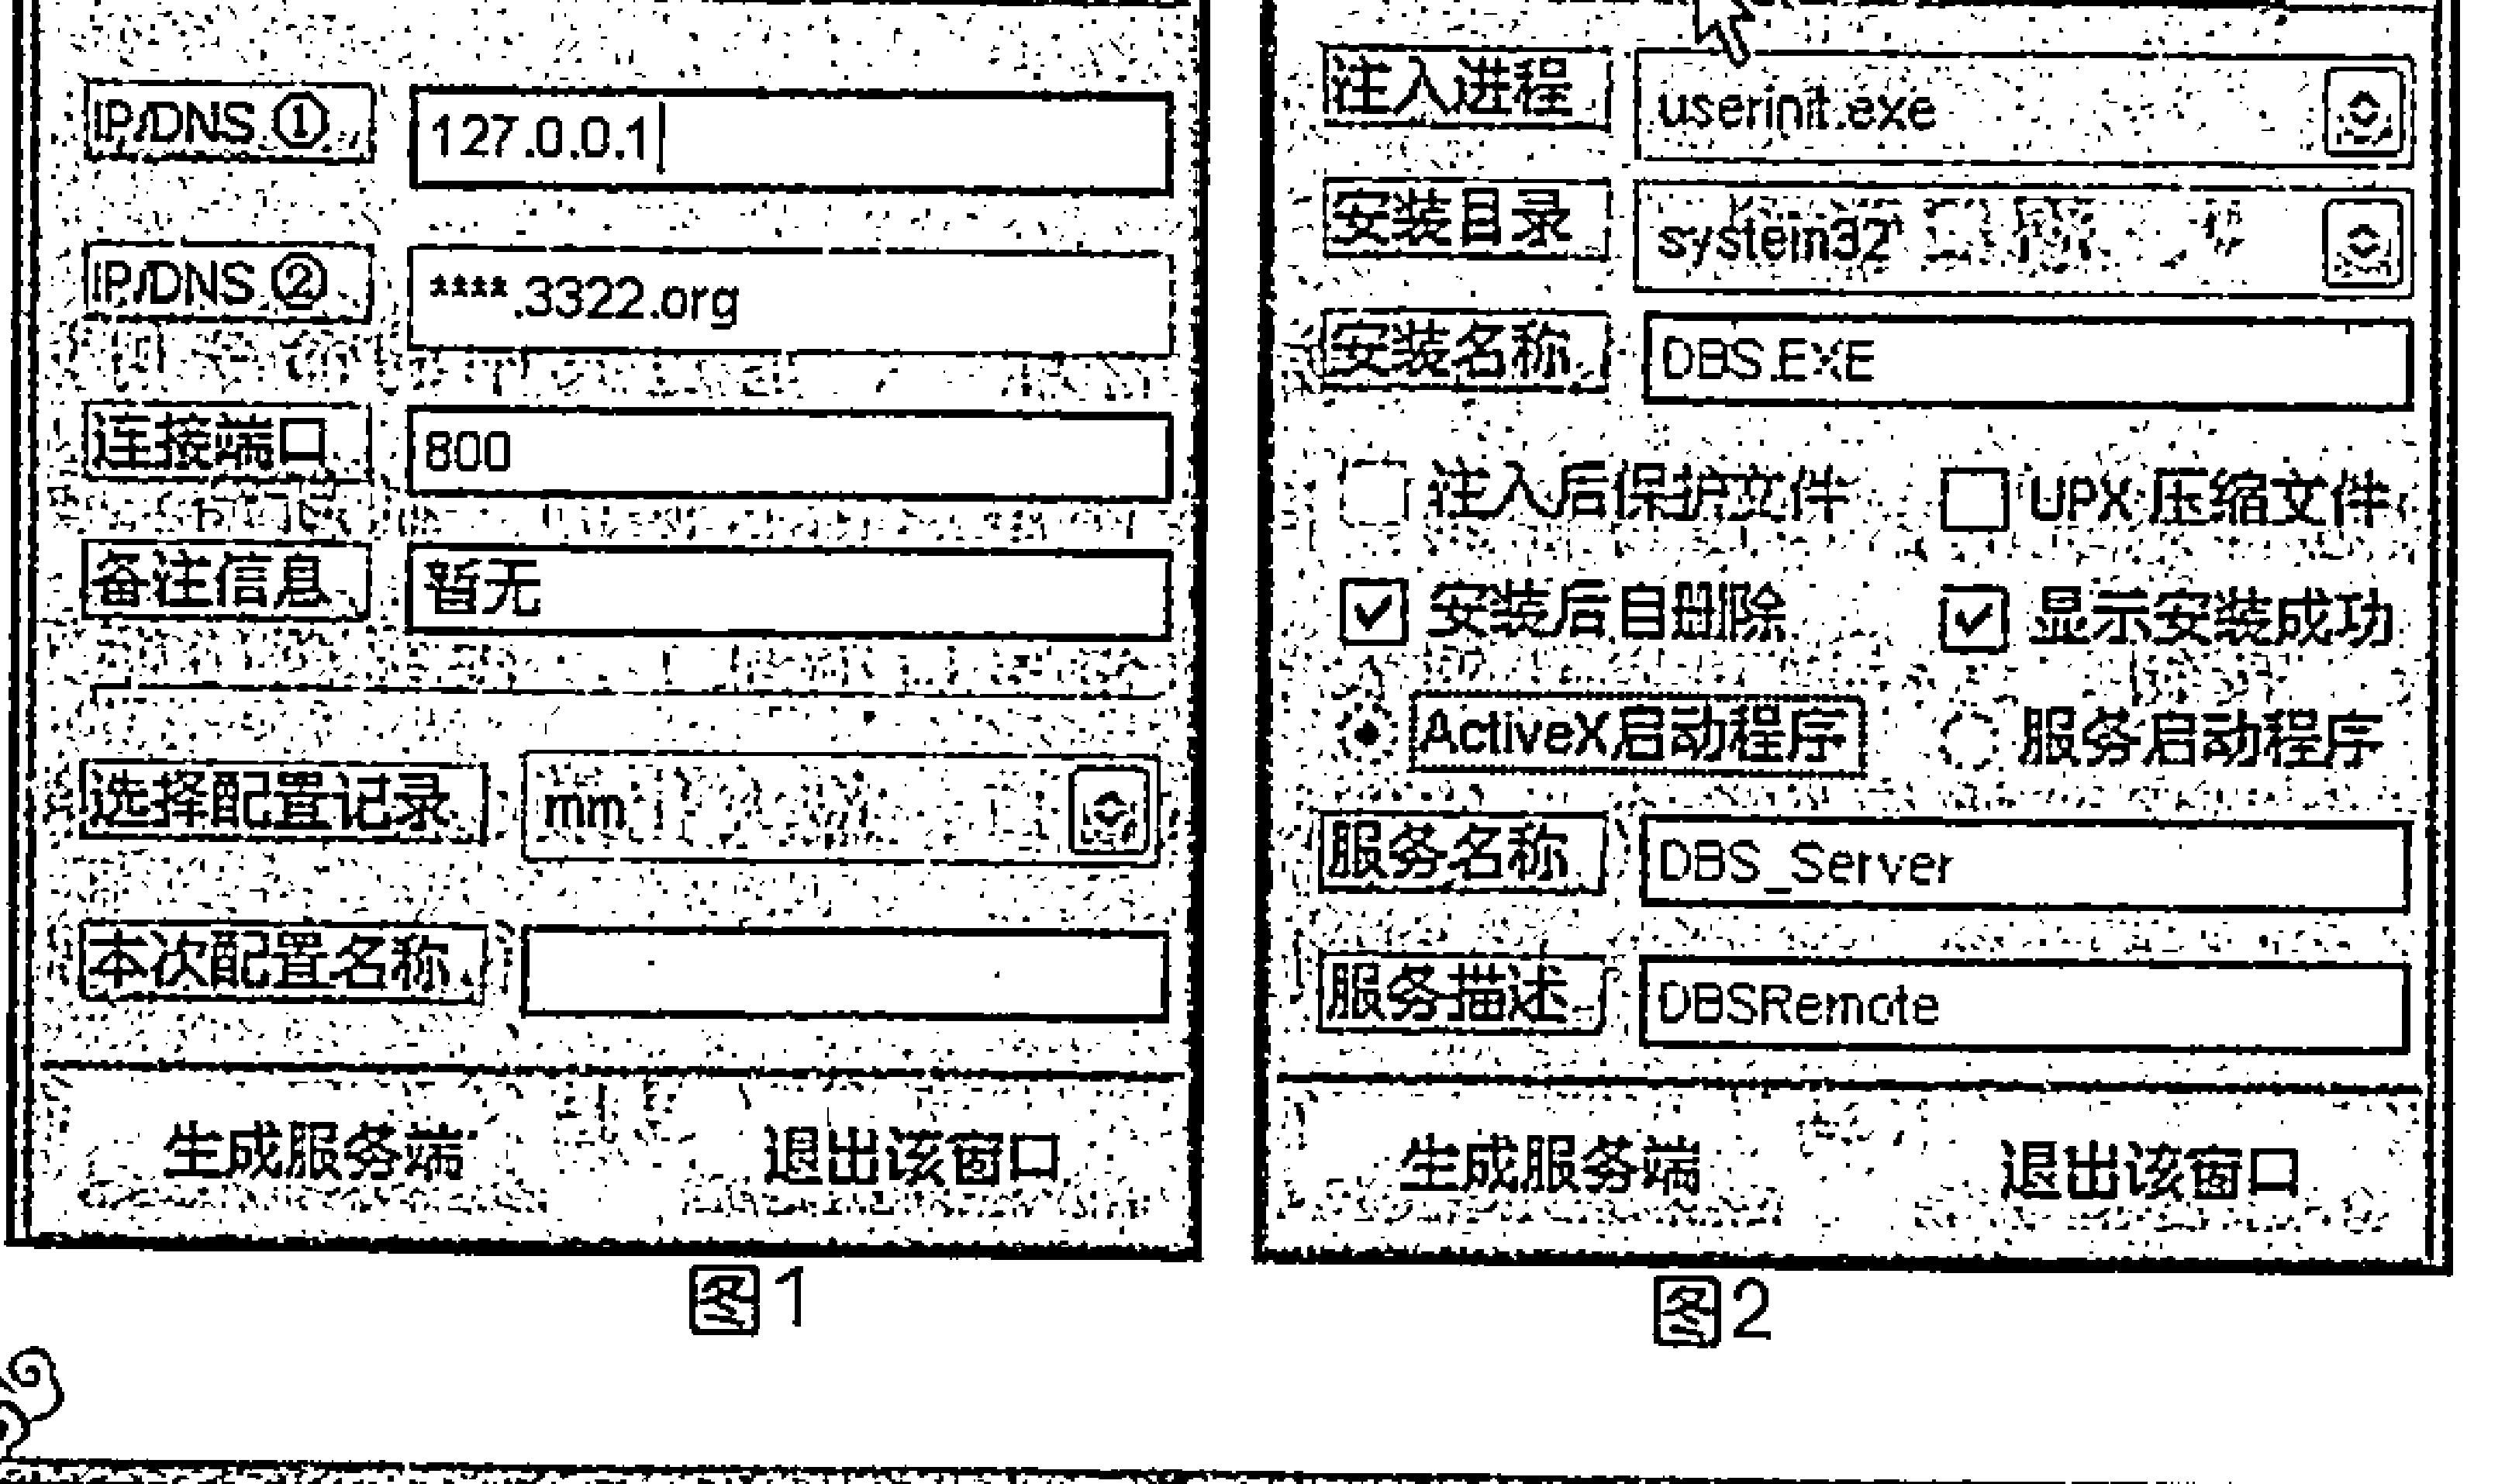 IP/DNS ① 127.0.0.1
IP/DNS ② ****.3322.org
连接端口 800
备注信息 暂无
选择配置记录 mm
本次配置名称
生成服务端 退出该窗口
图1
注入进程 userinit.exe
安装目录 system32
安装名称 DBS.EXE
注入后保护文件 UPX 压缩文件
安装后自删除 显示安装成功
ActiveX启动程序 服务启动程序
服务名称 DBS_Server
服务描述 DBSRemote
生成服务端 退出该窗口
图2